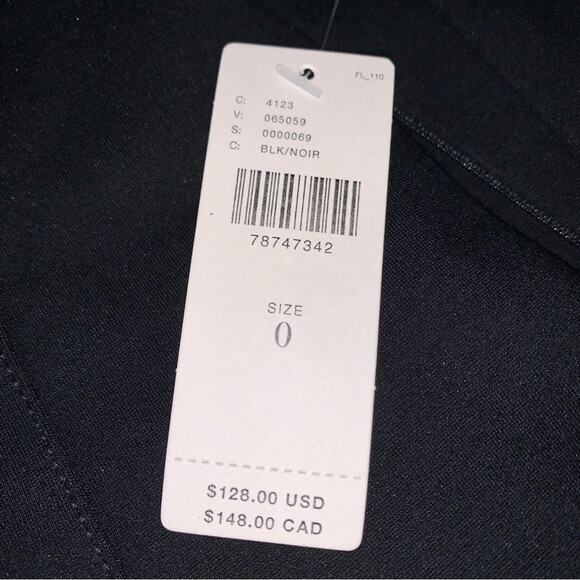 FL_110
C: 4123
V: 065059
S: 0000069
C: BLK/NOIR
78747342
SIZE
0
$128.00 USD
$148.00 CAD